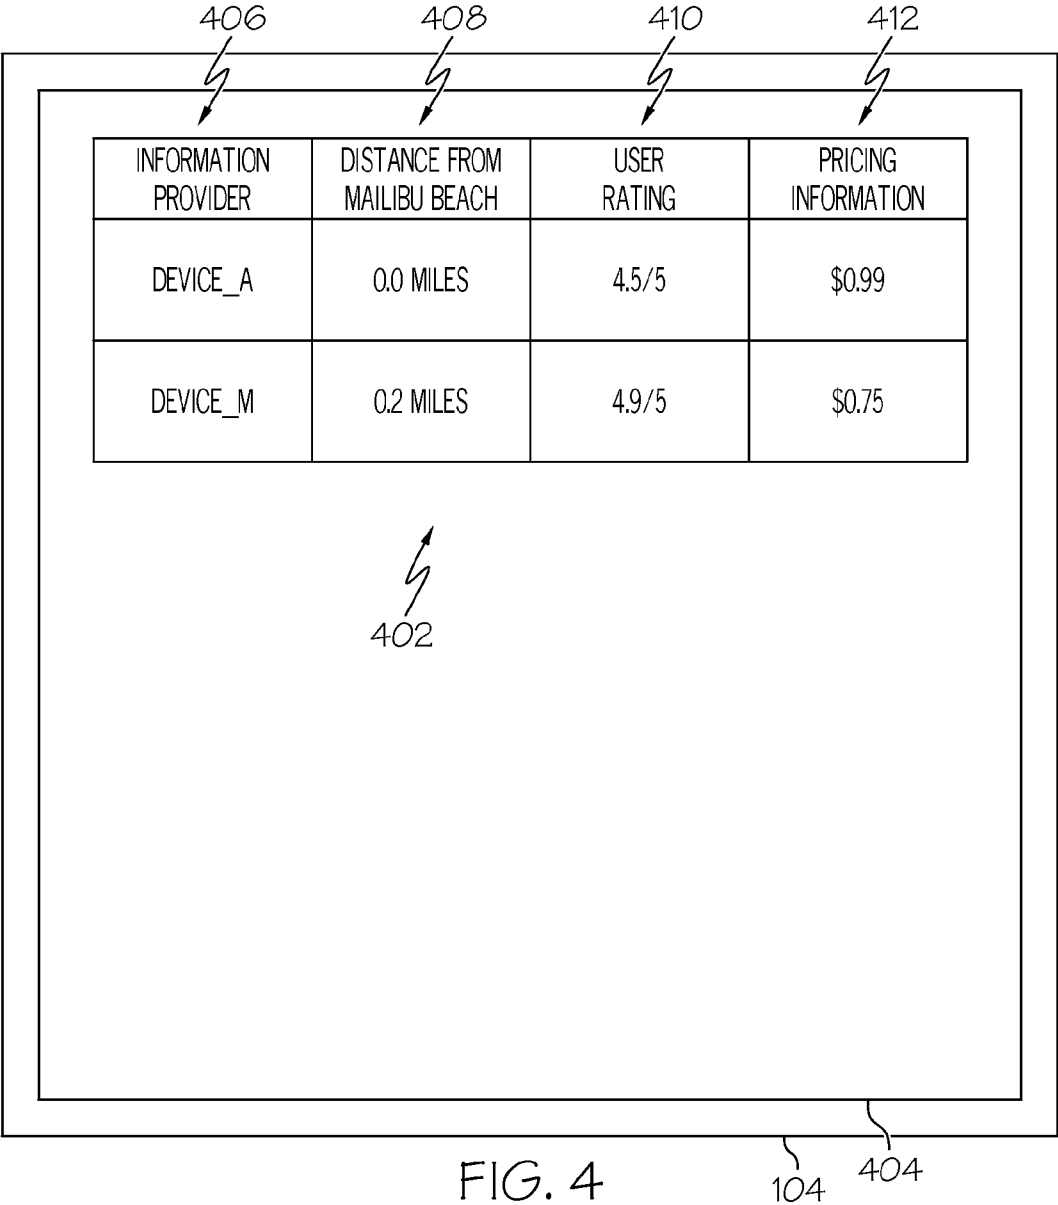 406 408 410 412
INFORMATION PROVIDER DISTANCE FROM MAILIBU BEACH USER RATING PRICING INFORMATION
DEVICE_A 0.0 MILES 4.5/5 $0.99
DEVICE_M 0.2 MILES 4.9/5 $0.75
402
404
104
FIG. 4